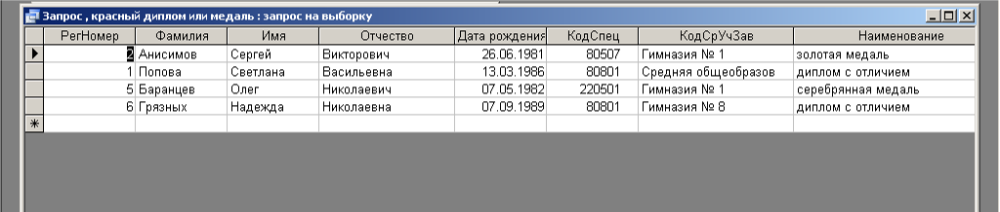 Запрос , красный диплом или медаль : запрос на выборку
РегНомер Фамилия Имя Отчество Дата рождения КодСпец КодСрУчЗав Наименование
2 Анисимов Сергей Викторович 26.06.1981 80507 Гимназия № 1 золотая медаль
1 Попова Светлана Васильевна 13.03.1986 80801 Средняя общеобразов диплом с отличием
5 Баранцев Олег Николаевич 07.05.1982 220501 Гимназия № 1 серебрянная медаль
6 Грязных Надежда Николаевна 07.09.1989 80801 Гимназия № 8 диплом с отличием